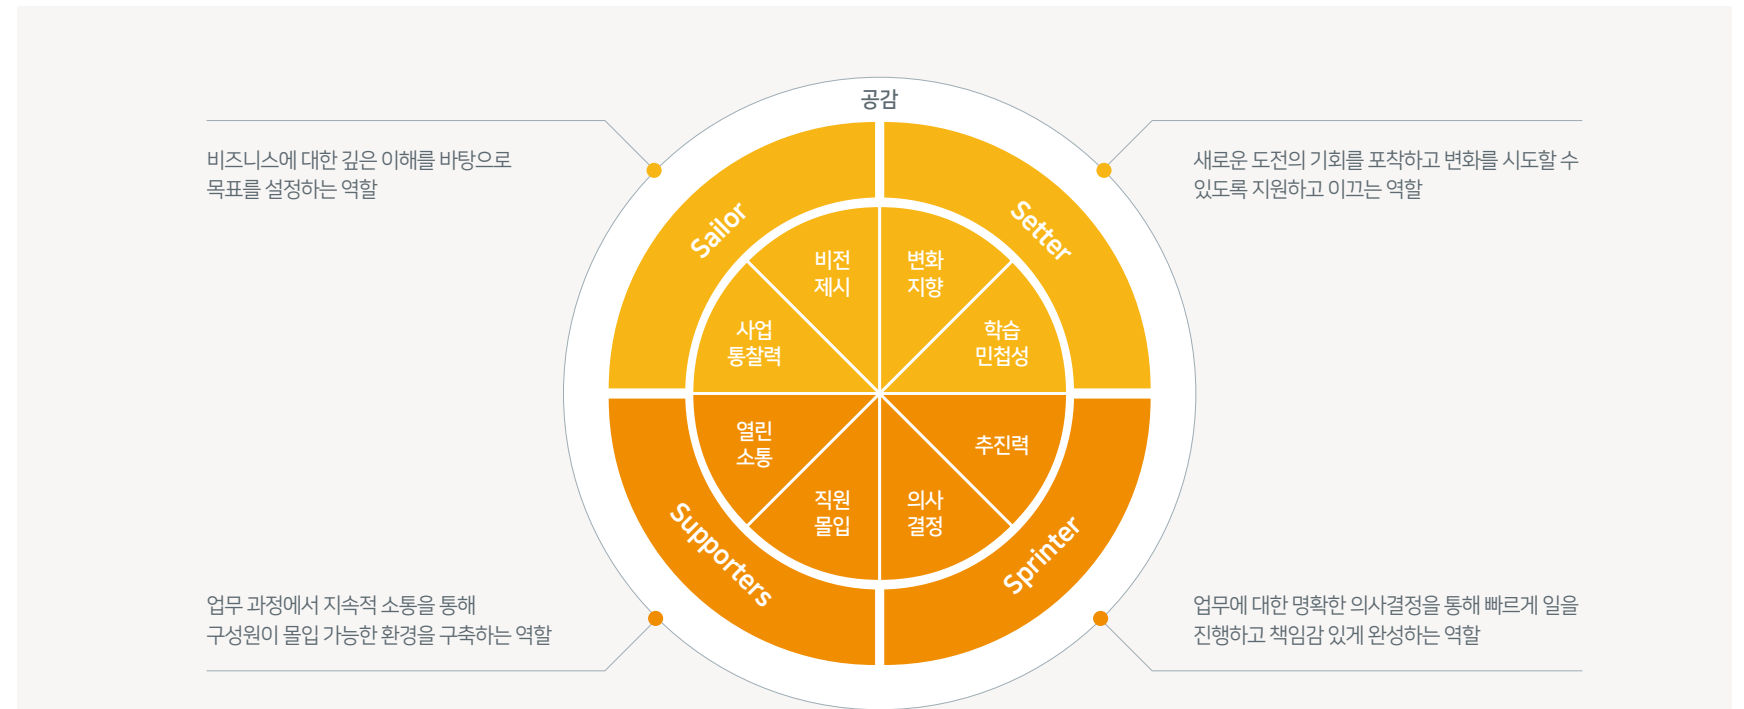 공감
비즈니스에 대한 깊은 이해를 바탕으로
목표를 설정하는 역할
새로운 도전의 기회를 포착하고 변화를 시도할 수
있도록 지원하고 이끄는 역할
Sailor
Setter
비전
제시
변화
지향
사업
통찰력
학습
민첩성
열린
소통
추진력
직원
몰입
의사
결정
Supporters
Sprinter
업무 과정에서 지속적 소통을 통해
구성원이 몰입 가능한 환경을 구축하는 역할
업무에 대한 명확한 의사결정을 통해 빠르게 일을
진행하고 책임감 있게 완성하는 역할